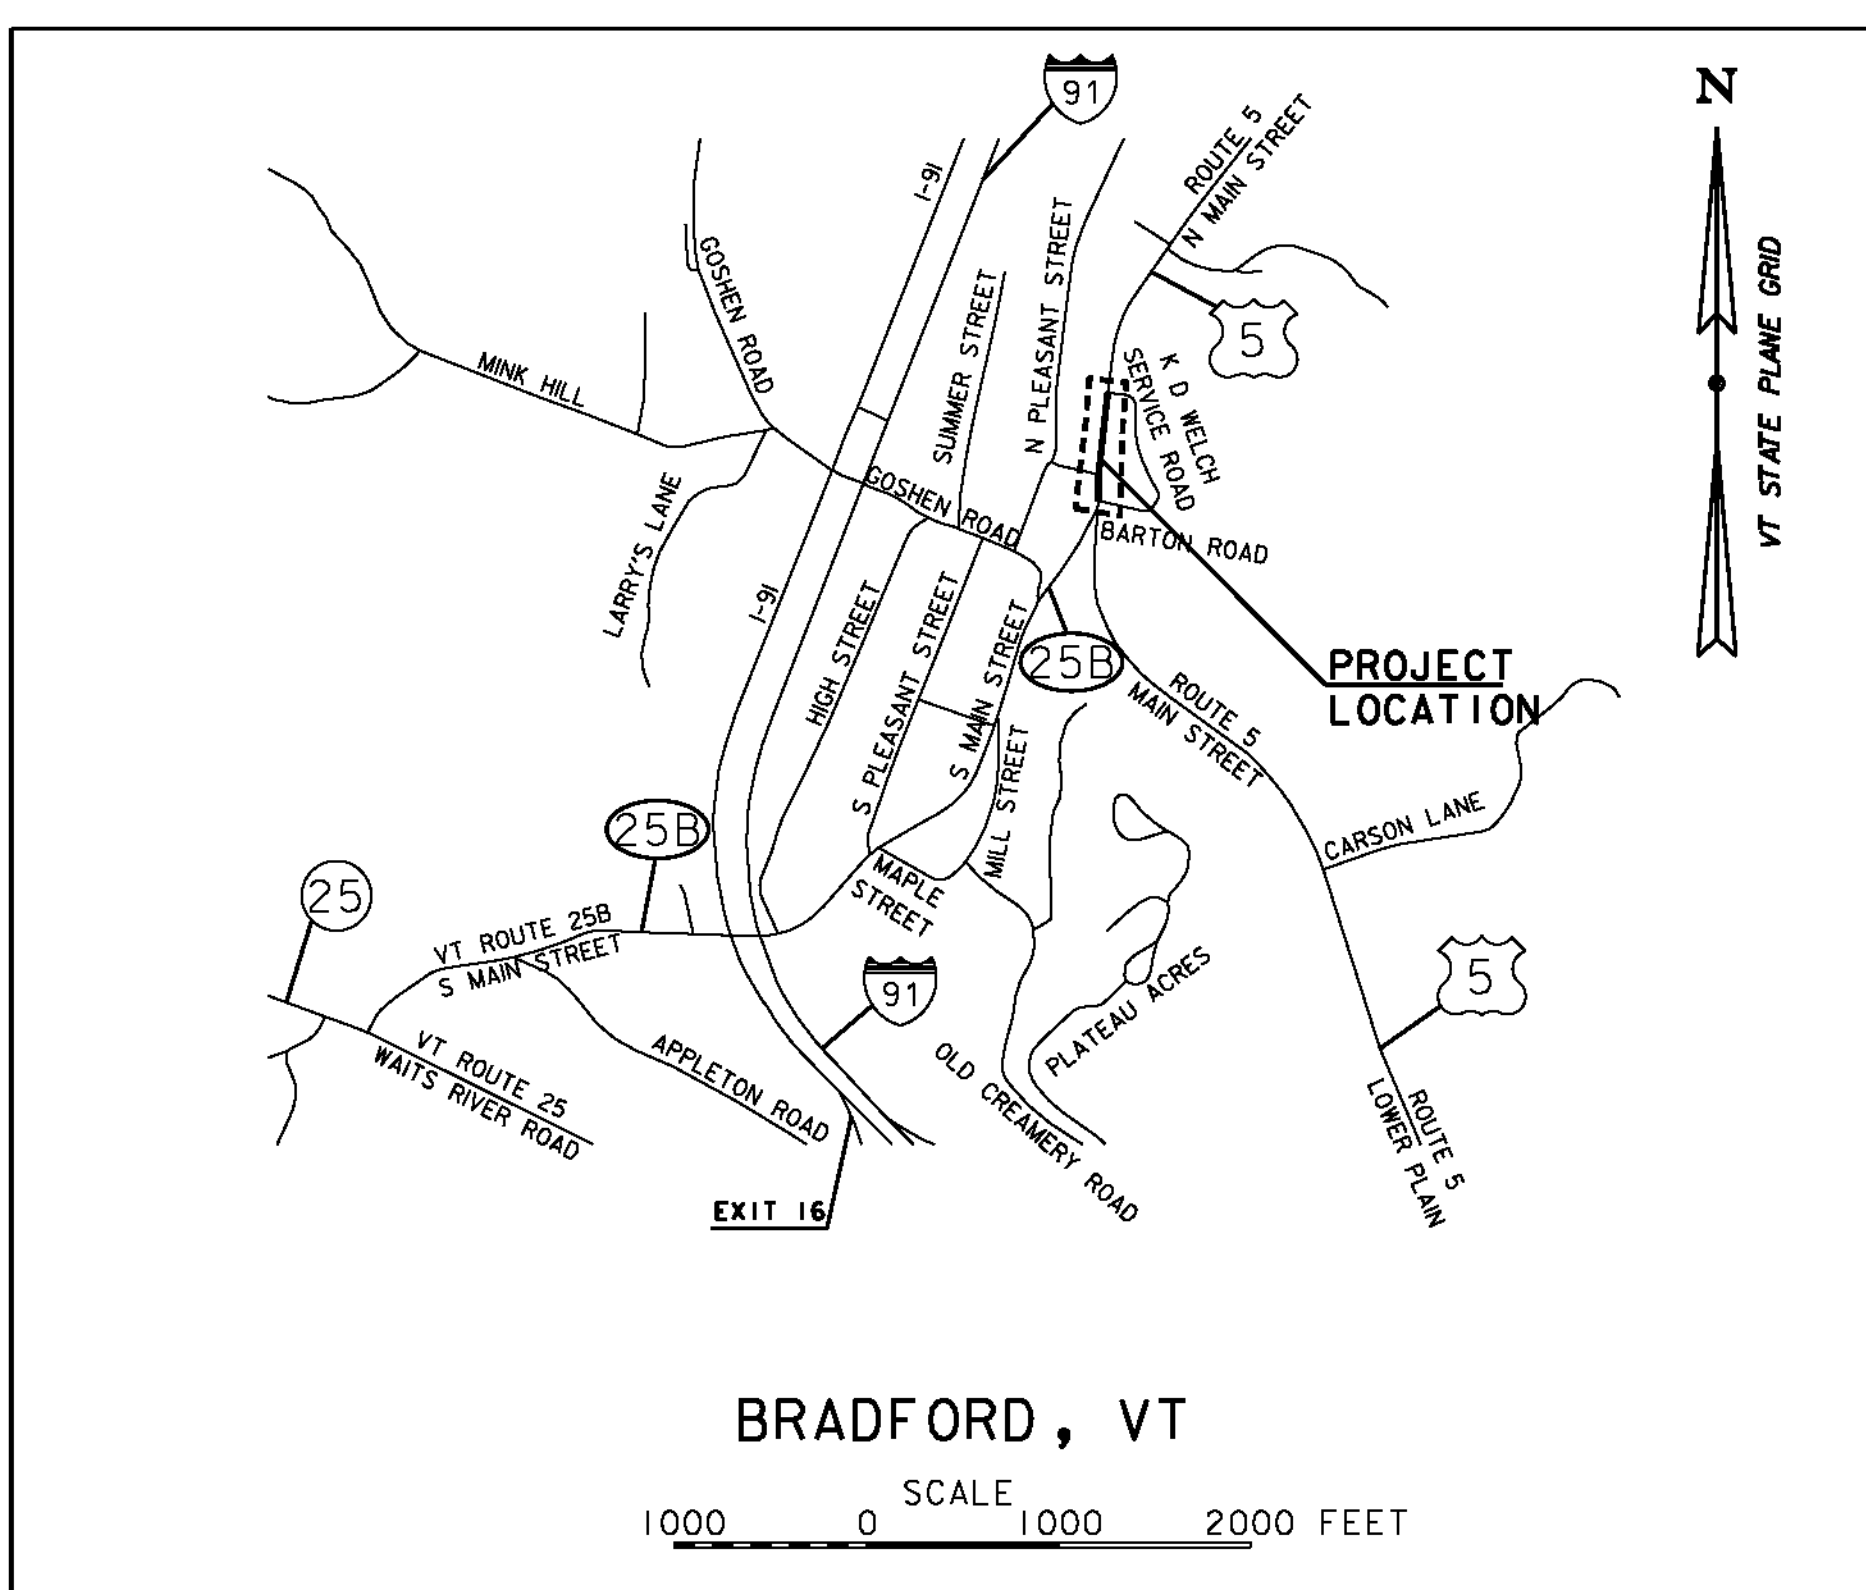 91
N
ROUTE 5
N MAIN STREET
I-91
N PLEASANT STREET
GOSHEN ROAD
SUMMER STREET
VT STATE PLANE GRID
5
MINK HILL
K D WELCH
SERVICE ROAD
GOSHEN ROAD
LARRY'S LANE
BARTON ROAD
I-91
HIGH STREET
S PLEASANT STREET
S MAIN STREET
25B
PROJECT
LOCATION
ROUTE 5
MAIN STREET
MILL STREET
25B
CARSON LANE
25
MAPLE
STREET
VT ROUTE 25B
S MAIN STREET
91
5
PLATEAU ACRES
VT ROUTE 25
WAITS RIVER ROAD
APPLETON ROAD
OLD CREAMERY ROAD
ROUTE 5
LOWER PLAIN
EXIT 16
BRADFORD, VT
SCALE
1000 0 1000 2000 FEET